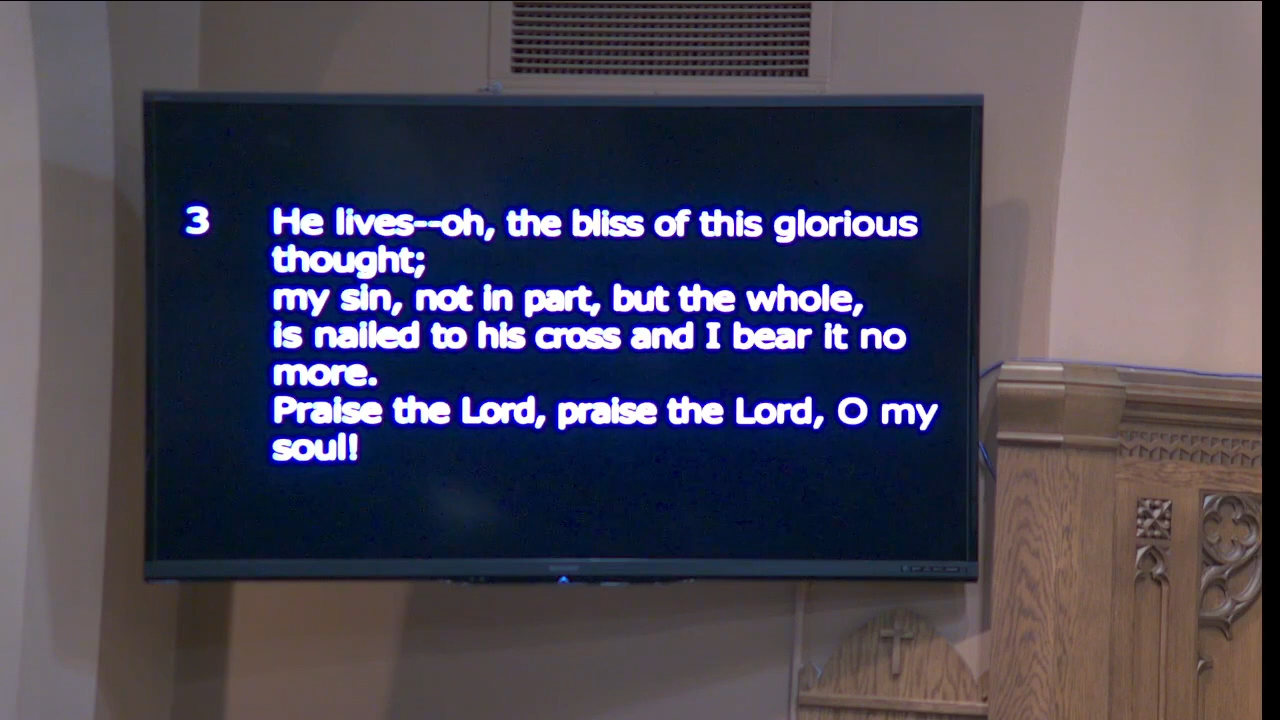 3 He lives--oh, the bliss of this glorious
thought;
my sin, not in part, but the whole,
is nailed to his cross and I bear it no
more.
Praise the Lord, praise the Lord, O my
soul!